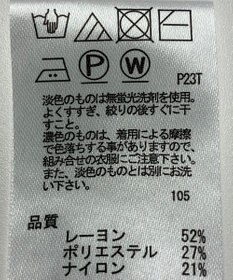 P
W
P23T
淡色のものは無蛍光洗剤を使用。
よくすすぎ、絞りの後すぐに干
すこと。
濃色のものは、着用による摩擦
で色落ちする事がありますので、
組み合せの衣服にご注意下さい。
また、淡色のものとは別にお洗
い下さい。
105
品質
レーヨン 52%
ポリエステル 27%
ナイロン 21%